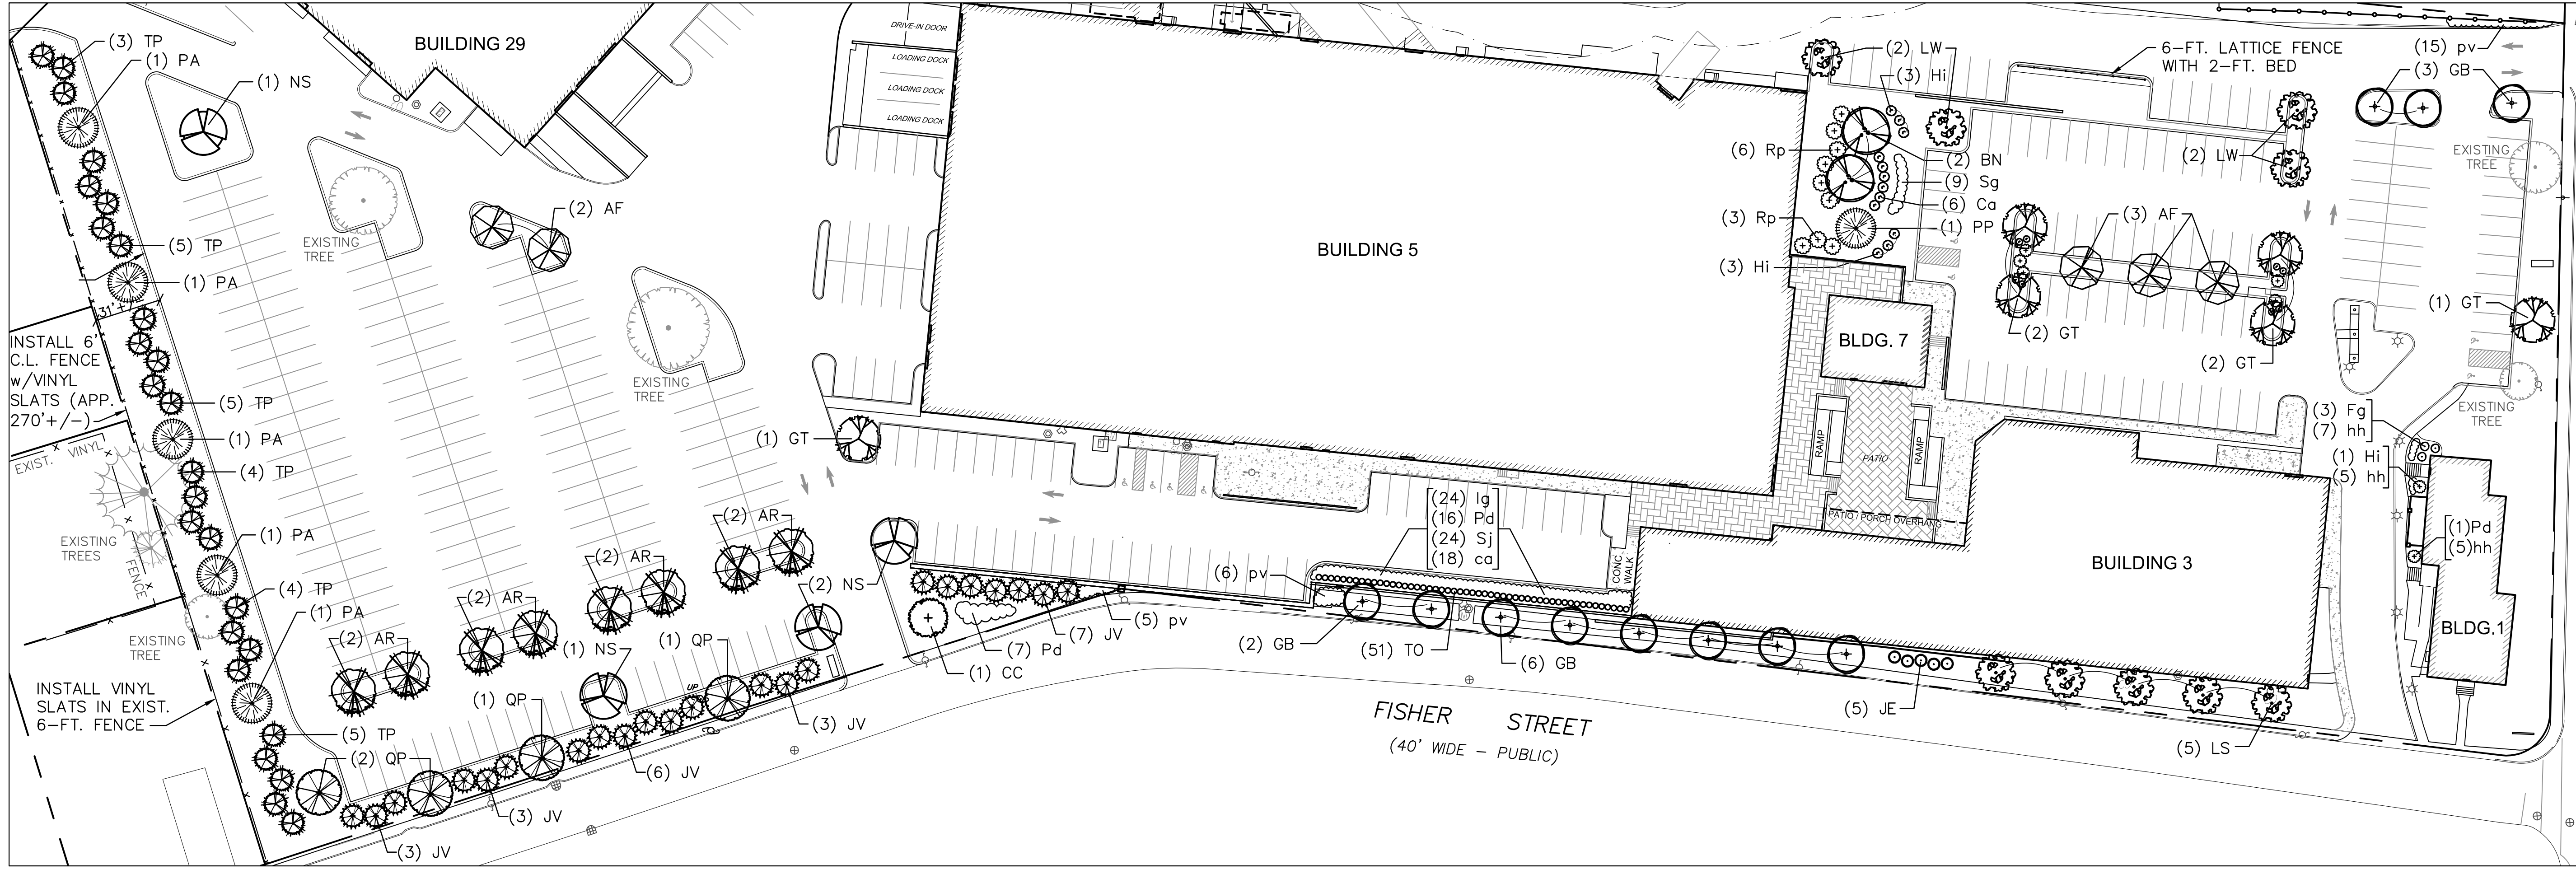 BUILDING 29
DRIVE-IN DOOR
LOADING DOCK
LOADING DOCK
LOADING DOCK
(3) TP
(1) PA
(1) NS
EXISTING
TREE
(2) AF
(5) TP
(1) PA
31'+
INSTALL 6'
C.L. FENCE
w/VINYL
SLATS (APP.
270'+/-)
EXISTING
TREE
(5) TP
(1) PA
EXIST. VINYL
FENCE
(4) TP
EXISTING
TREES
(1) PA
(4) TP
(1) PA
EXISTING
TREE
INSTALL VINYL
SLATS IN EXIST.
6-FT. FENCE
(5) TP
(2) QP
(3) JV
(2) AR
(2) AR
(2) AR
(2) AR
(1) NS
(1) QP
(1) QP
UP
(3) JV
(6) JV
(3) JV
(2) NS
(1) GT
BUILDING 5
(1) CC
(7) Pd
(7) JV
(5) pv
(6) pv
(24) Ig
(16) Pd
(24) Sj
(18) ca
CONC.
WALK
(2) GB
(51) TO
(6) GB
FISHER STREET
(40' WIDE - PUBLIC)
(5) JE
(5) LS
BUILDING 3
(2) LW
(3) Hi
6-FT. LATTICE FENCE
WITH 2-FT. BED
(15) pv
(3) GB
(6) Rp
(2) BN
(9) Sg
(6) Ca
(1) PP
(3) Rp
(3) Hi
(2) LW
EXISTING
TREE
(3) AF
(2) GT
(2) GT
(1) GT
BLDG. 7
RAMP
PATIO
RAMP
PATIO / PORCH OVERHANG
EXISTING
TREE
(3) Fg
(7) hh
(1) Hi
(5) hh
(1)Pd
(5)hh
BLDG.1